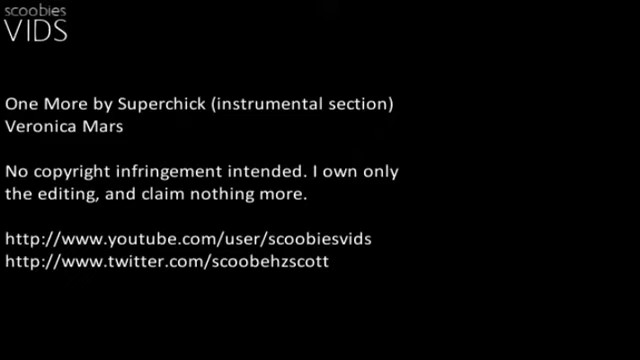 scoobies
VIDS
One More by Superchick (instrumental section)
Veronica Mars
No copyright infringement intended. I own only
the editing, and claim nothing more.
http://www.youtube.com/user/scoobiesvids
http://www.twitter.com/scoobehzscott